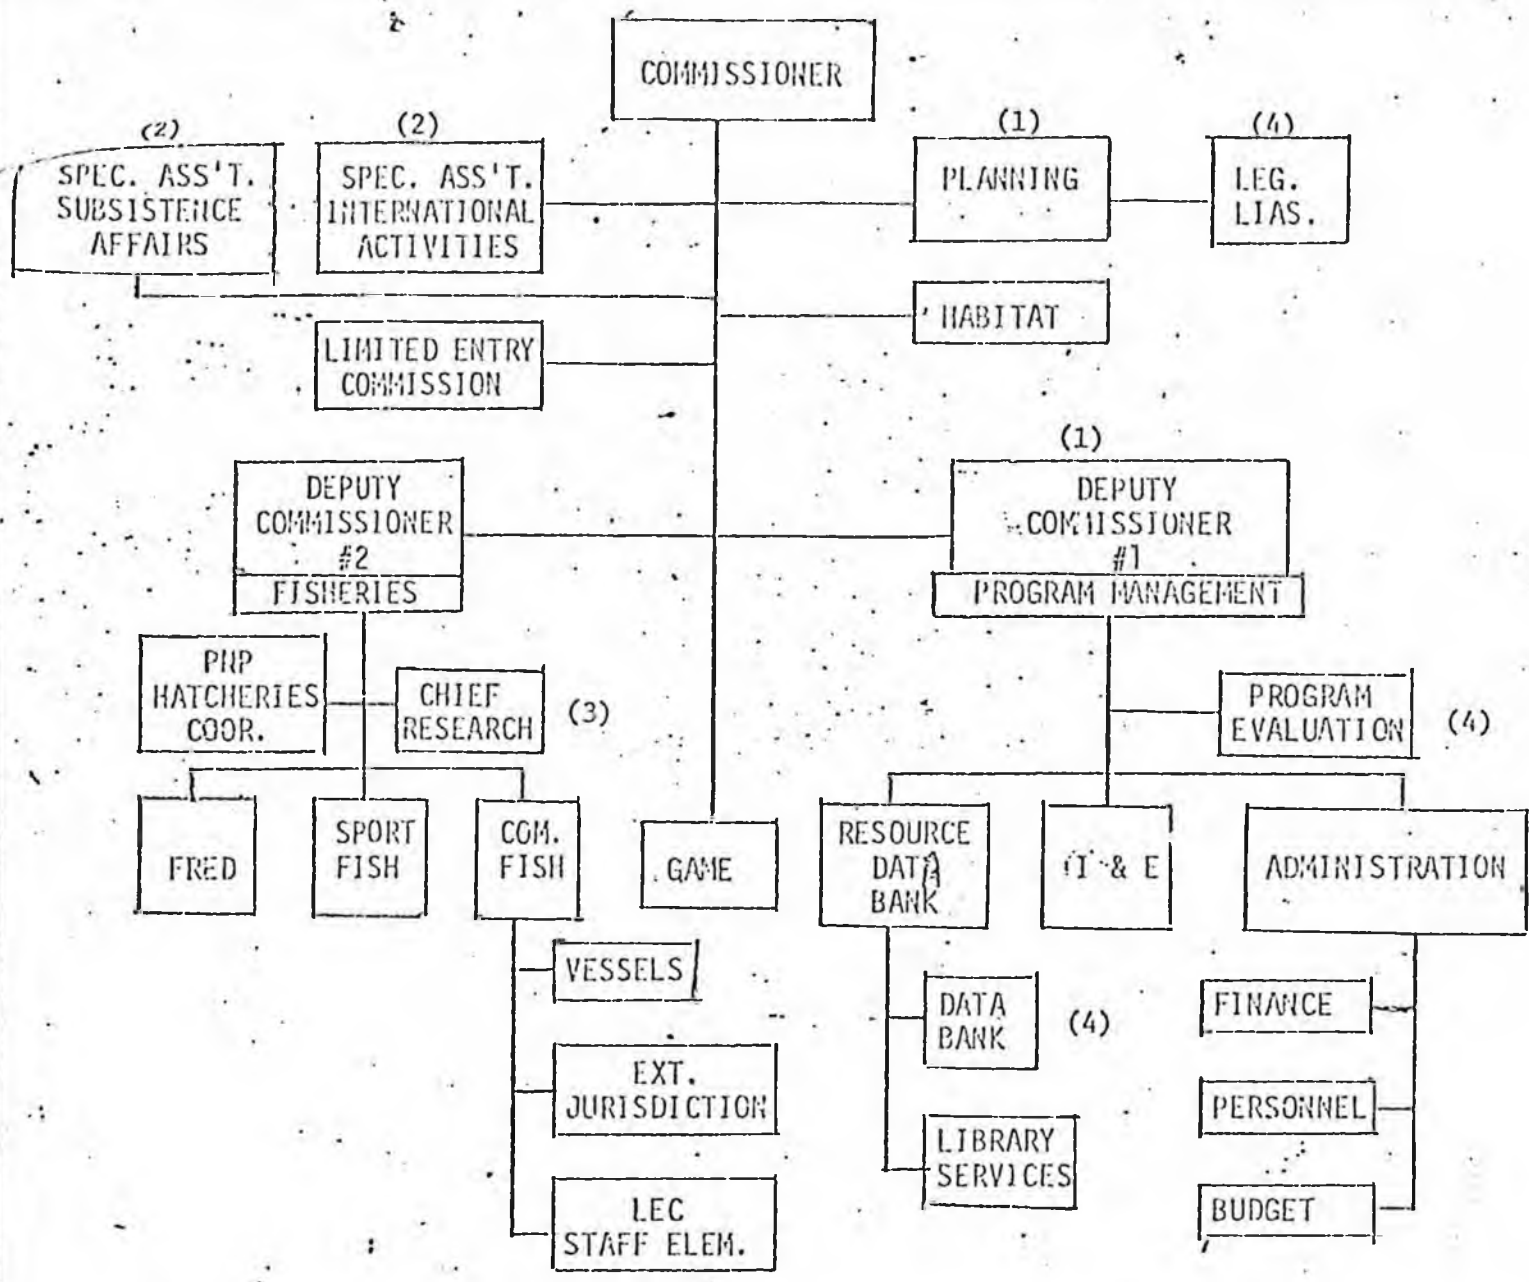 COMMISSIONER
(2)
SPEC. ASS'T.
SUBSISTENCE
AFFAIRS
(2)
SPEC. ASS'T.
INTERNATIONAL
ACTIVITIES
(1)
PLANNING
(4)
LEG.
LIAS.
HABITAT
LIMITED ENTRY
COMMISSION
DEPUTY
COMMISSIONER
#2
FISHERIES
(1)
DEPUTY
COMMISSIONER
#1
PROGRAM MANAGEMENT
PNP
HATCHERIES
COOR.
CHIEF
RESEARCH
(3)
PROGRAM
EVALUATION
(4)
FRED
SPORT
FISH
COM.
FISH
GAME
RESOURCE
DATA
BANK
I & E
ADMINISTRATION
VESSELS
EXT.
JURISDICTION
LEC
STAFF ELEM.
DATA
BANK
(4)
LIBRARY
SERVICES
FINANCE
PERSONNEL
BUDGET